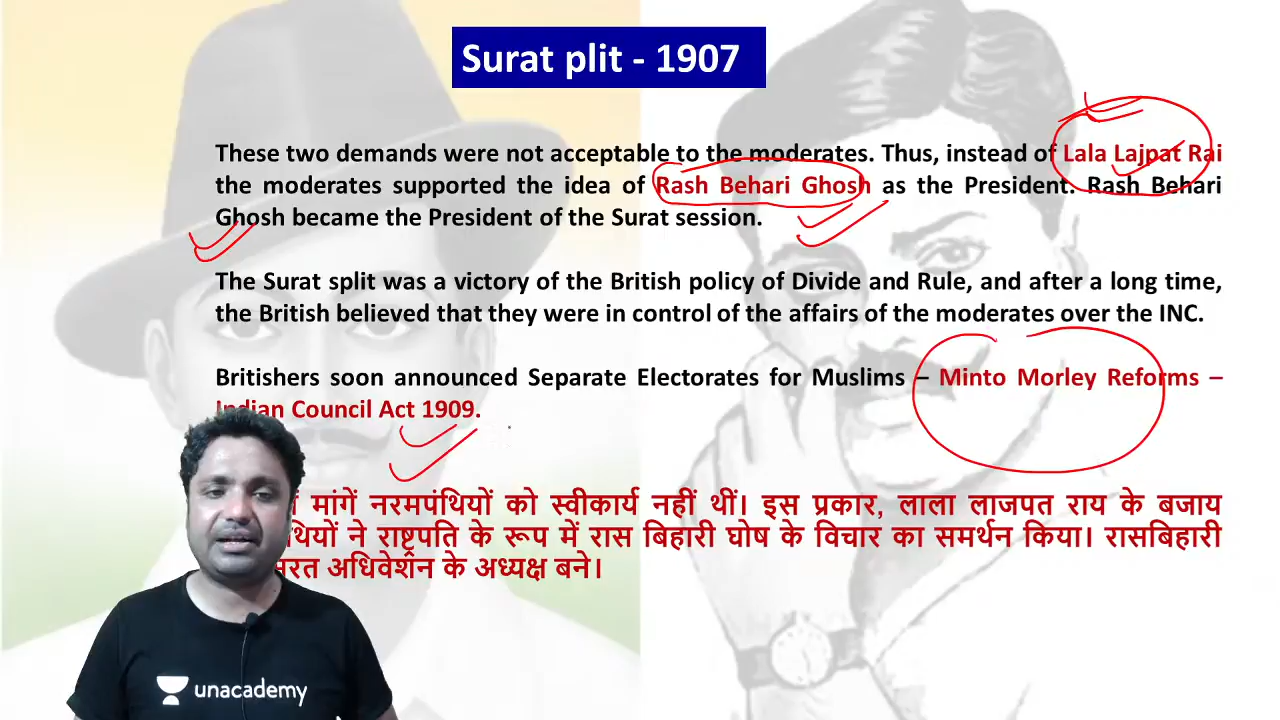 Surat plit - 1907
These two demands were not acceptable to the moderates. Thus, instead of Lala Lajpat Rai
the moderates supported the idea of Rash Behari Ghosh as the President. Rash Behari
Ghosh became the President of the Surat session.
The Surat split was a victory of the British policy of Divide and Rule, and after a long time,
the British believed that they were in control of the affairs of the moderates over the INC.
Britishers soon announced Separate Electorates for Muslims – Minto Morley Reforms –
Indian Council Act 1909.
मांगें नरमपंथियों को स्वीकार्य नहीं थीं। इस प्रकार, लाला लाजपत राय के बजाय
ने राष्ट्रपति के रूप में रास बिहारी घोष के विचार का समर्थन किया। रासबिहारी
अधिवेशन के अध्यक्ष बने।
unacademy